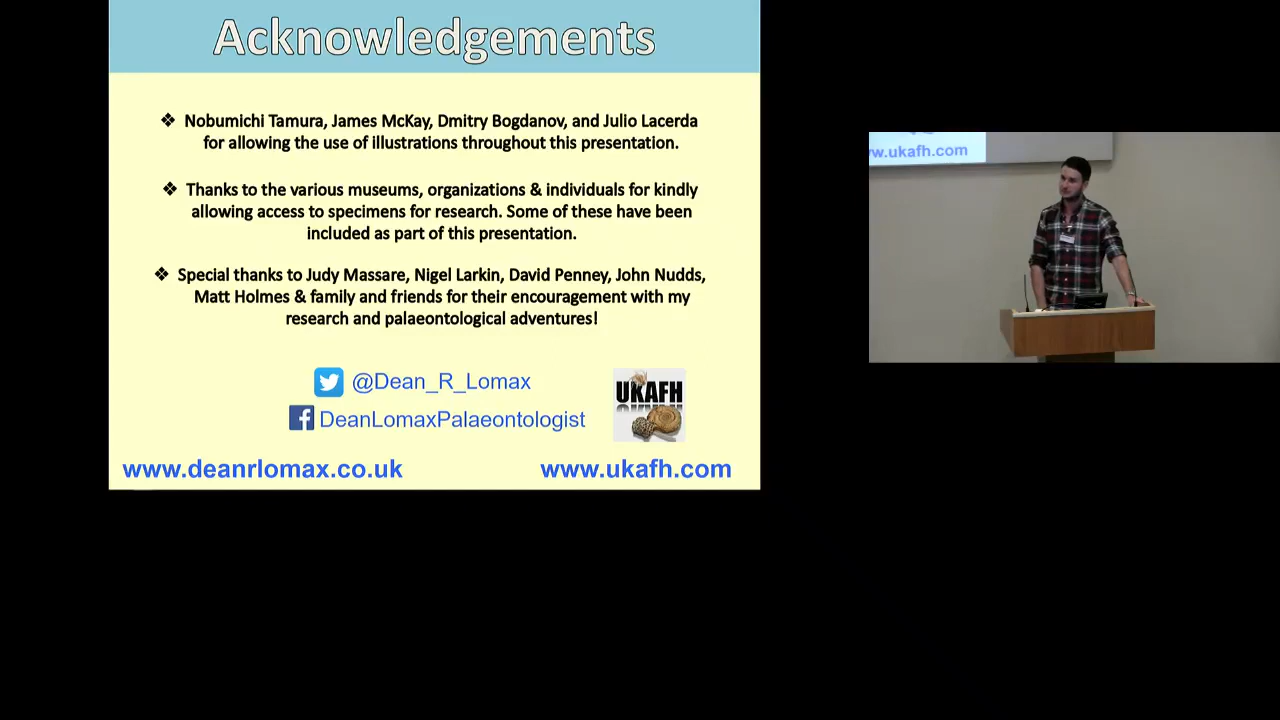 Acknowledgements
❖ Nobumichi Tamura, James McKay, Dmitry Bogdanov, and Julio Lacerda
for allowing the use of illustrations throughout this presentation.
❖ Thanks to the various museums, organizations & individuals for kindly
allowing access to specimens for research. Some of these have been
included as part of this presentation.
❖ Special thanks to Judy Massare, Nigel Larkin, David Penney, John Nudds,
Matt Holmes & family and friends for their encouragement with my
research and palaeontological adventures!
@Dean_R_Lomax
DeanLomaxPalaeontologist
UKAFH
www.deanrlomax.co.uk
www.ukafh.com
w.ukafh.com